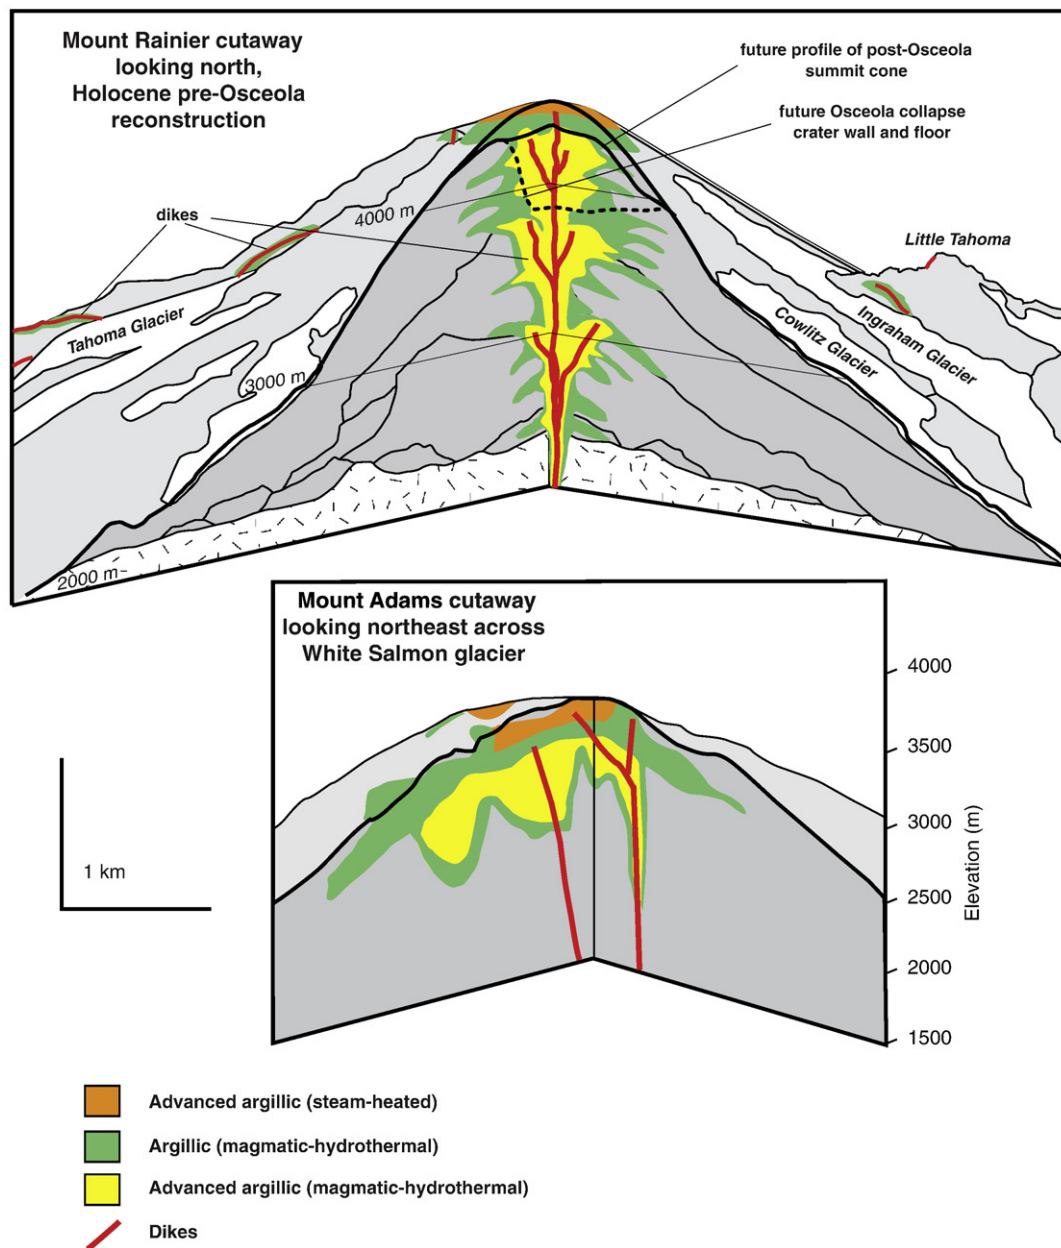 Mount Rainier cutaway
looking north,
Holocene pre-Osceola
reconstruction
future profile of post-Osceola
summit cone
future Osceola collapse
crater wall and floor
dikes
4000 m
Little Tahoma
Tahoma Glacier
3000 m
Cowlitz Glacier
Ingraham Glacier
2000 m
Mount Adams cutaway
looking northeast across
White Salmon glacier
4000
3500
3000
2500
2000
1500
Elevation (m)
1 km
Advanced argillic (steam-heated)
Argillic (magmatic-hydrothermal)
Advanced argillic (magmatic-hydrothermal)
Dikes